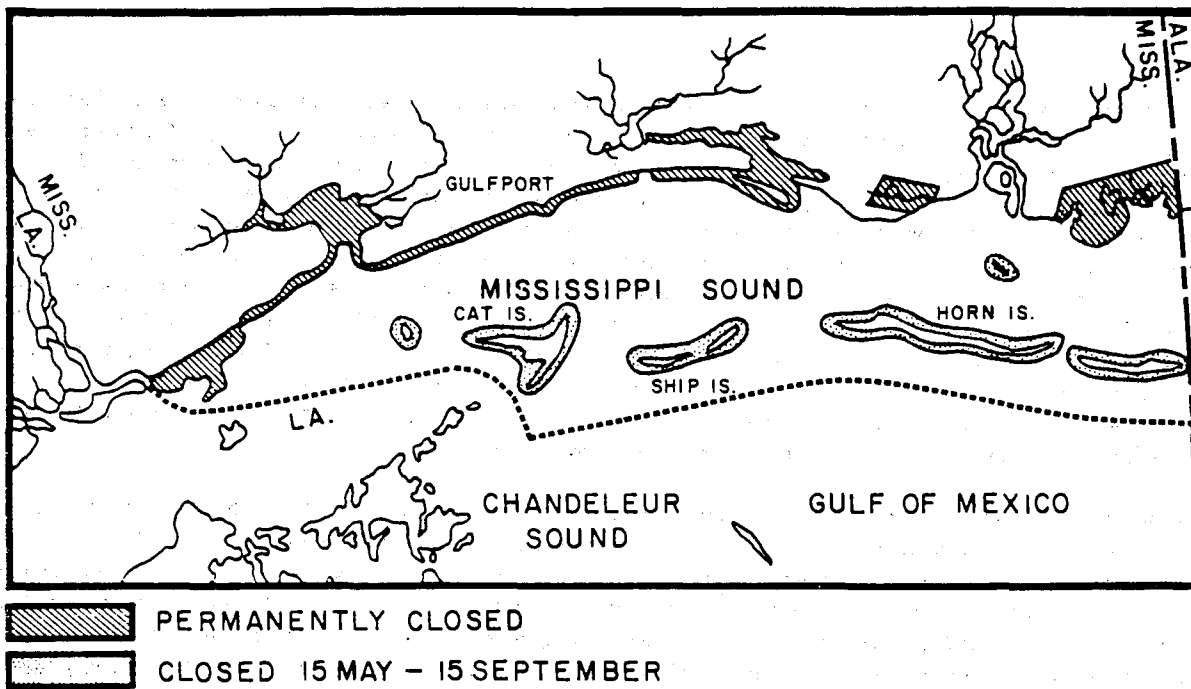 ALA.
MISS.
GULFPORT
MISS.
LA.
MISSISSIPPI SOUND
CAT IS.
HORN IS.
SHIP IS.
LA.
CHANDELEUR
SOUND
GULF OF MEXICO
PERMANENTLY CLOSED
CLOSED 15 MAY – 15 SEPTEMBER